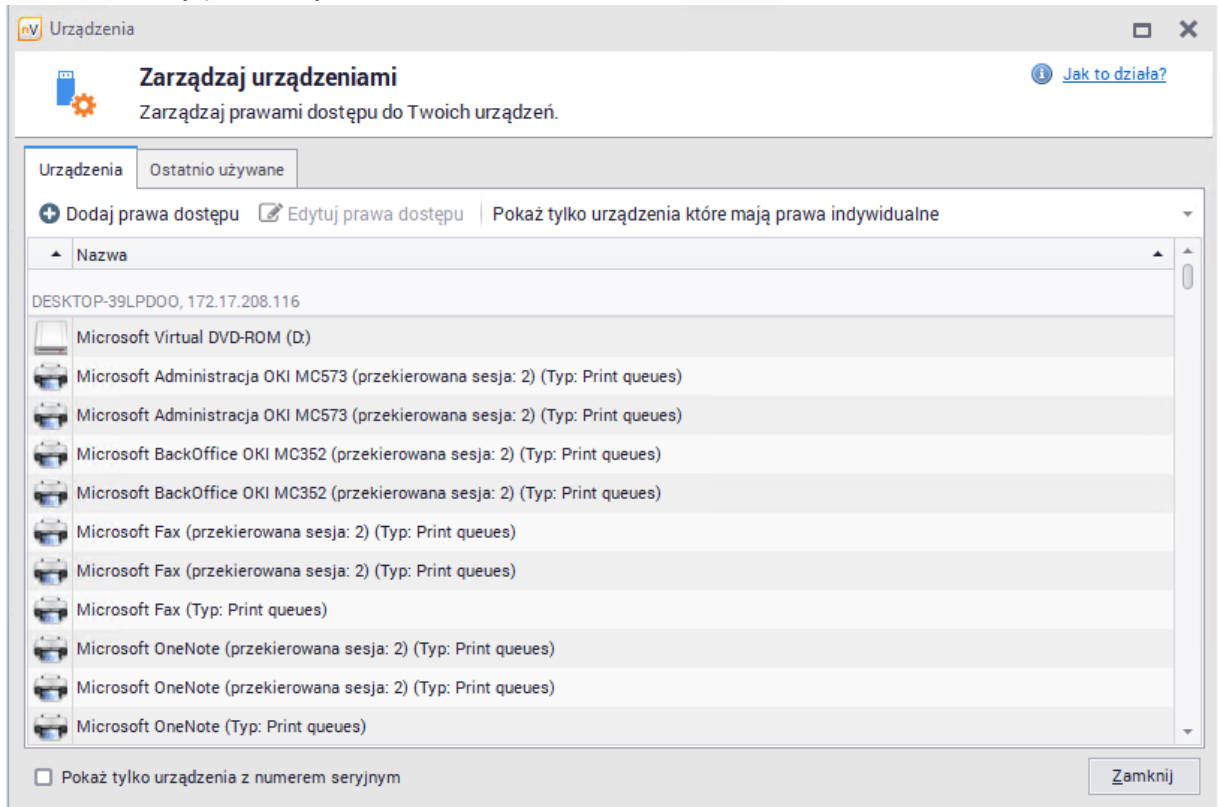 nV Urządzenia
Zarządzaj urządzeniami
Jak to działa?
Zarządzaj prawami dostępu do Twoich urządzeń.
Urządzenia Ostatnio używane
Dodaj prawa dostępu Edytuj prawa dostępu Pokaż tylko urządzenia które mają prawa indywidualne
Nazwa
DESKTOP-39LPDOO, 172.17.208.116
Microsoft Virtual DVD-ROM (D:)
Microsoft Administracja OKI MC573 (przekierowana sesja: 2) (Typ: Print queues)
Microsoft Administracja OKI MC573 (przekierowana sesja: 2) (Typ: Print queues)
Microsoft BackOffice OKI MC352 (przekierowana sesja: 2) (Typ: Print queues)
Microsoft BackOffice OKI MC352 (przekierowana sesja: 2) (Typ: Print queues)
Microsoft Fax (przekierowana sesja: 2) (Typ: Print queues)
Microsoft Fax (przekierowana sesja: 2) (Typ: Print queues)
Microsoft Fax (Typ: Print queues)
Microsoft OneNote (przekierowana sesja: 2) (Typ: Print queues)
Microsoft OneNote (przekierowana sesja: 2) (Typ: Print queues)
Microsoft OneNote (Typ: Print queues)
Pokaż tylko urządzenia z numerem seryjnym
Zamknij